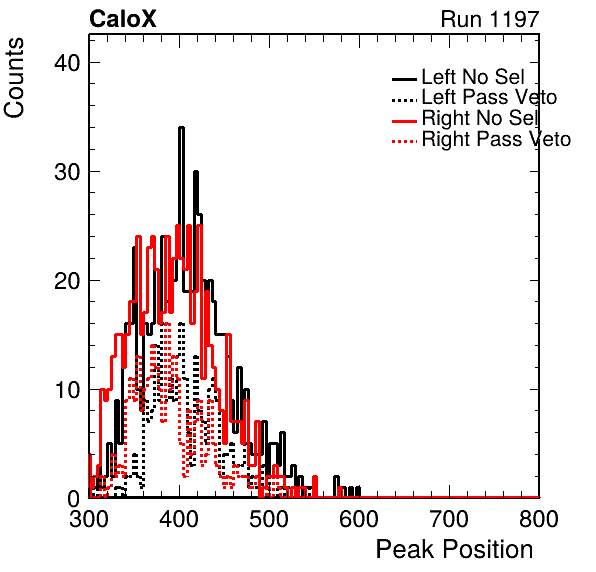 CaloX Run 1197
Counts
40
30
20
10
0
Left No Sel
Left Pass Veto
Right No Sel
Right Pass Veto
300 400 500 600 700 800
Peak Position